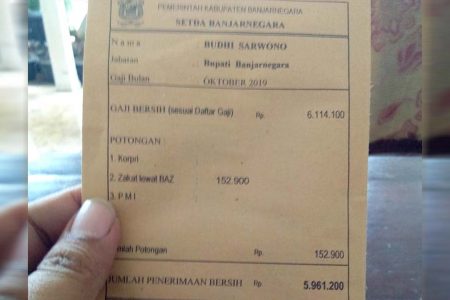 PEMERINTAH KABUPATEN BANJARNEGARA
SETDA BANJARNEGARA
N a m a : BUDHI SARWONO
Jabatan : Bupati Banjarnegara
Gaji Bulan : OKTOBER 2019
GAJI BERSIH (sesuai Daftar Gaji) Rp. 6.114.100
POTONGAN :
1. Korpri
2. Zakat lewat BAZ 152.900
3. P M I
Jumlah Potongan Rp. 152.900
JUMLAH PENERIMAAN BERSIH Rp. 5.961.200